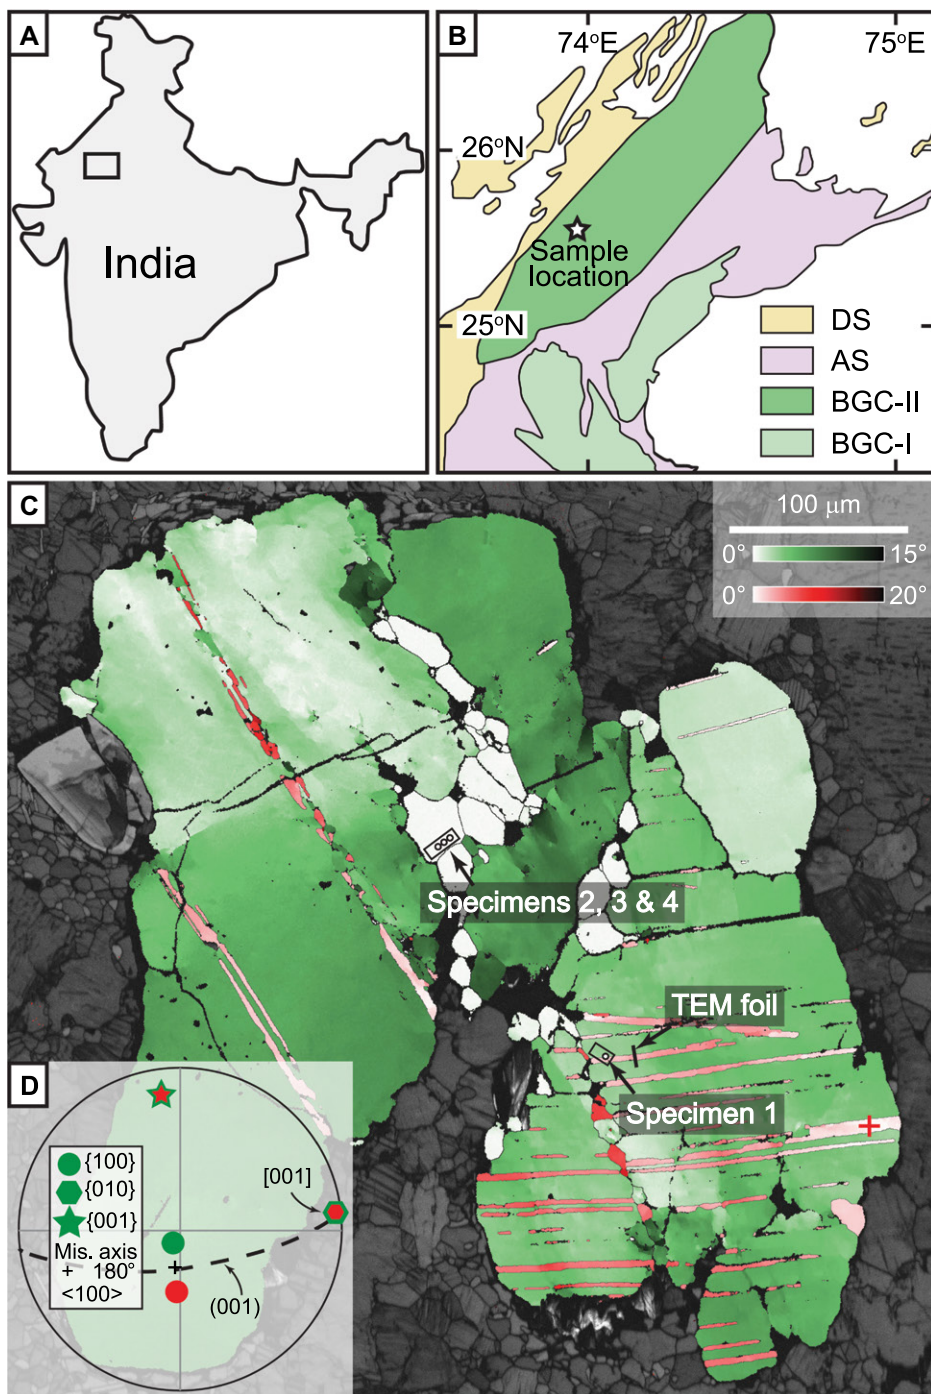 A
India
B
74°E
75°E
26°N
Sample
location
25°N
DS
AS
BGC-II
BGC-I
C
100 µm
0°
15°
0°
20°
Specimens 2, 3 & 4
TEM foil
Specimen 1
D
{100}
{010}
{001}
Mis. axis
+ 180°
<100>
[001]
(001)